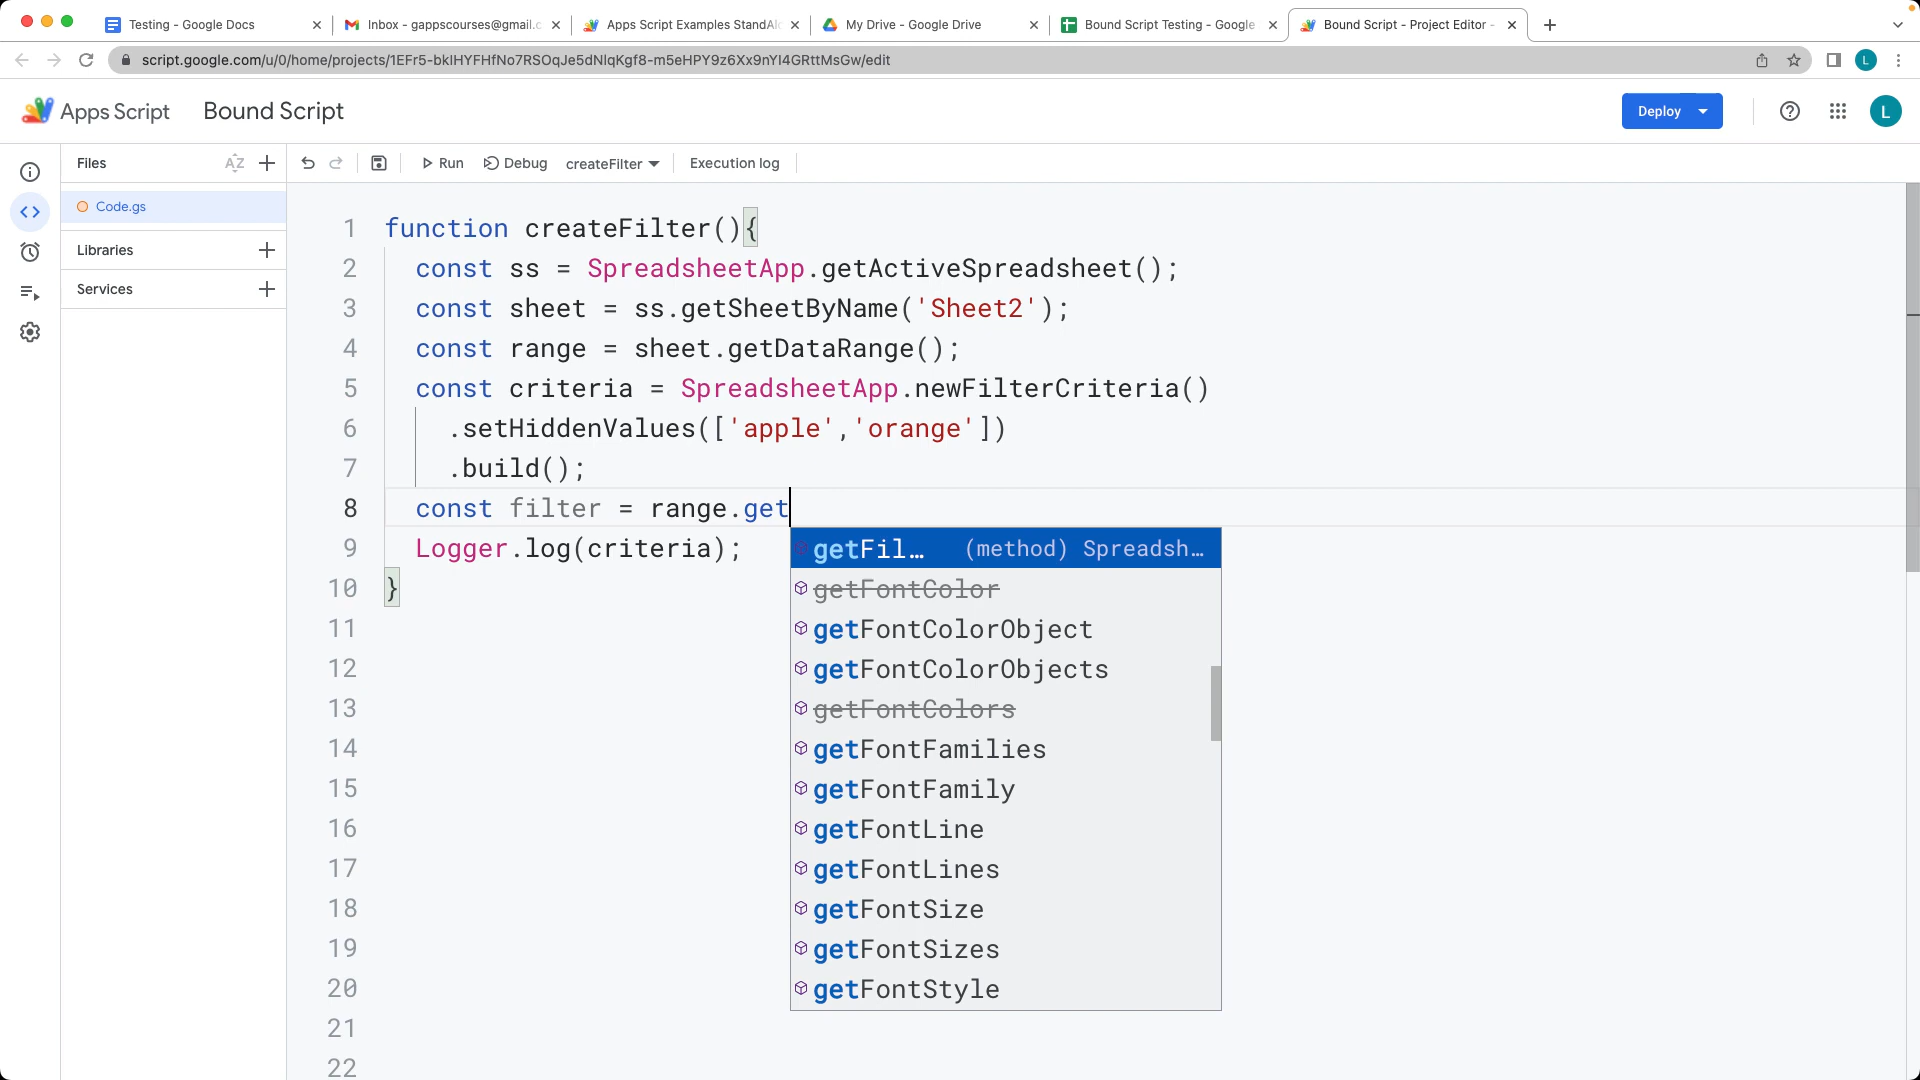 Testing - Google Docs
Inbox - gappscourses@gmail.c
Apps Script Examples StandAl
My Drive - Google Drive
Bound Script Testing - Google
Bound Script - Project Editor -
script.google.com/u/0/home/projects/1EFr5-bkIHYFHfNo7RSOqJe5dNlqKgf8-m5eHPY9z6Xx9nYI4GRttMsGw/edit
L
Apps Script
Bound Script
Deploy
L
Files
AZ
Run
Debug
createFilter
Execution log
Code.gs
Libraries
Services
1 function createFilter(){
2 const ss = SpreadsheetApp.getActiveSpreadsheet();
3 const sheet = ss.getSheetByName('Sheet2');
4 const range = sheet.getDataRange();
5 const criteria = SpreadsheetApp.newFilterCriteria()
6 .setHiddenValues(['apple','orange'])
7 .build();
8 const filter = range.get
9 Logger.log(criteria);
10 }
11
12
13
14
15
16
17
18
19
20
21
22
getFil… (method) Spreadsh…
getFontColor
getFontColorObject
getFontColorObjects
getFontColors
getFontFamilies
getFontFamily
getFontLine
getFontLines
getFontSize
getFontSizes
getFontStyle